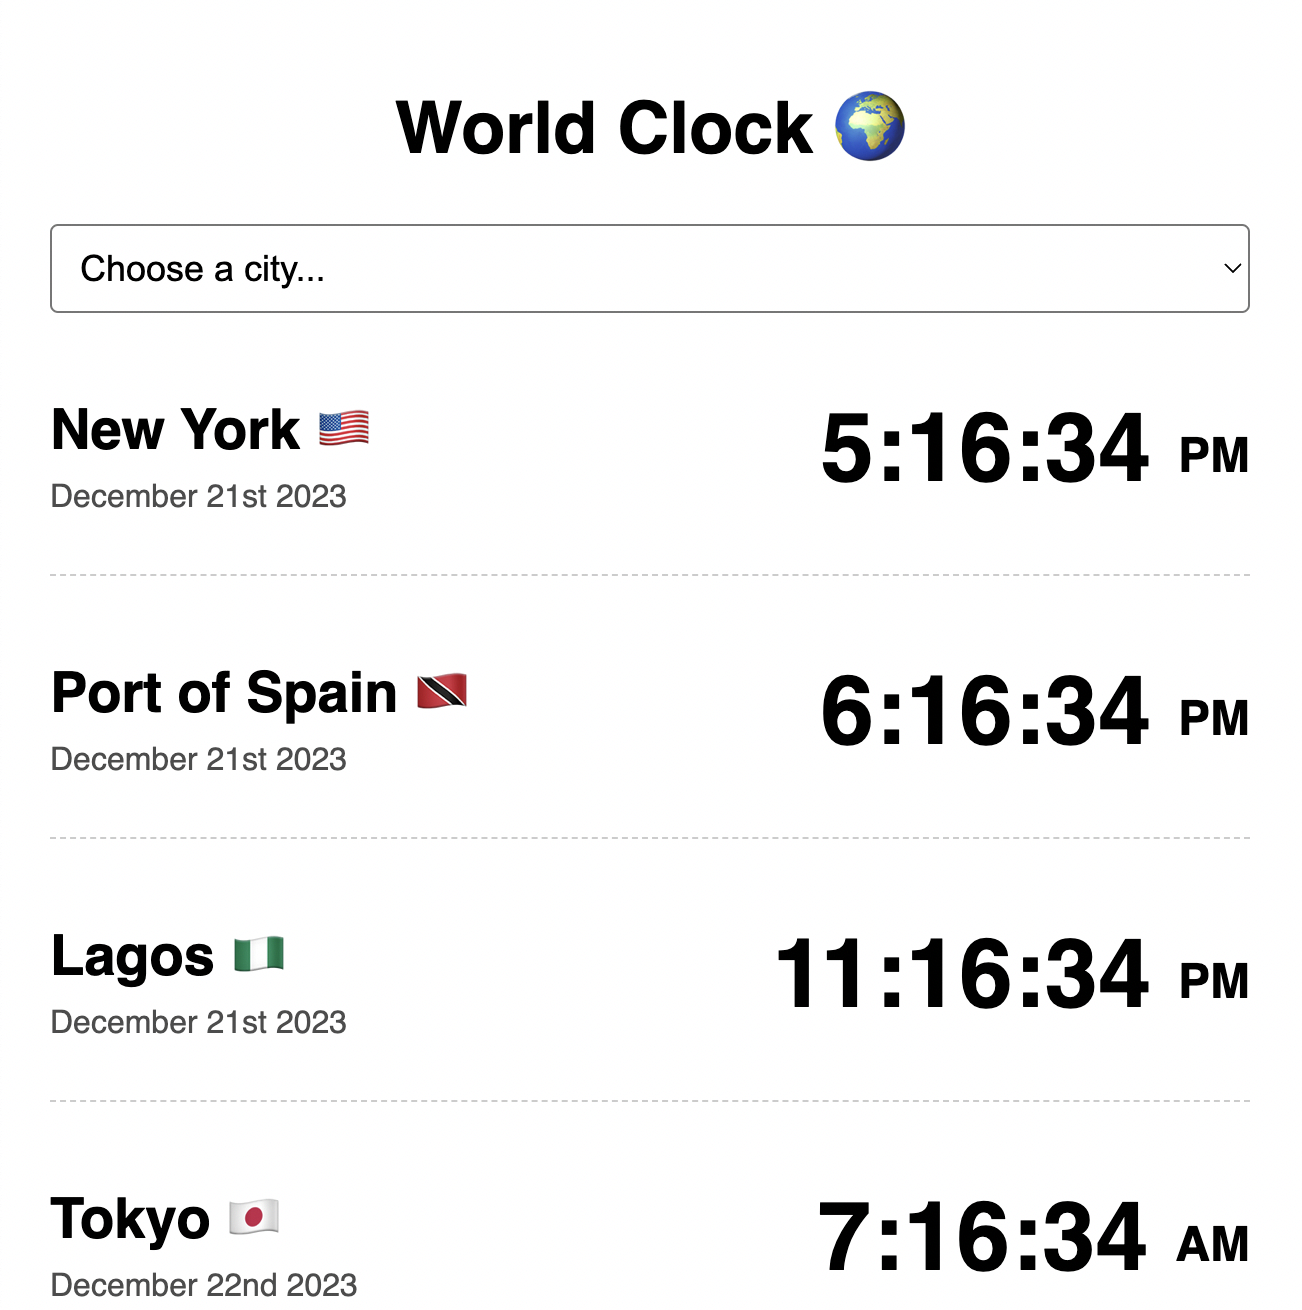 World Clock 🌍
Choose a city...
New York 🇺🇸
5:16:34 PM
December 21st 2023
Port of Spain 🇹🇹
6:16:34 PM
December 21st 2023
Lagos 🇳🇬
11:16:34 PM
December 21st 2023
Tokyo 🇯🇵
7:16:34 AM
December 22nd 2023